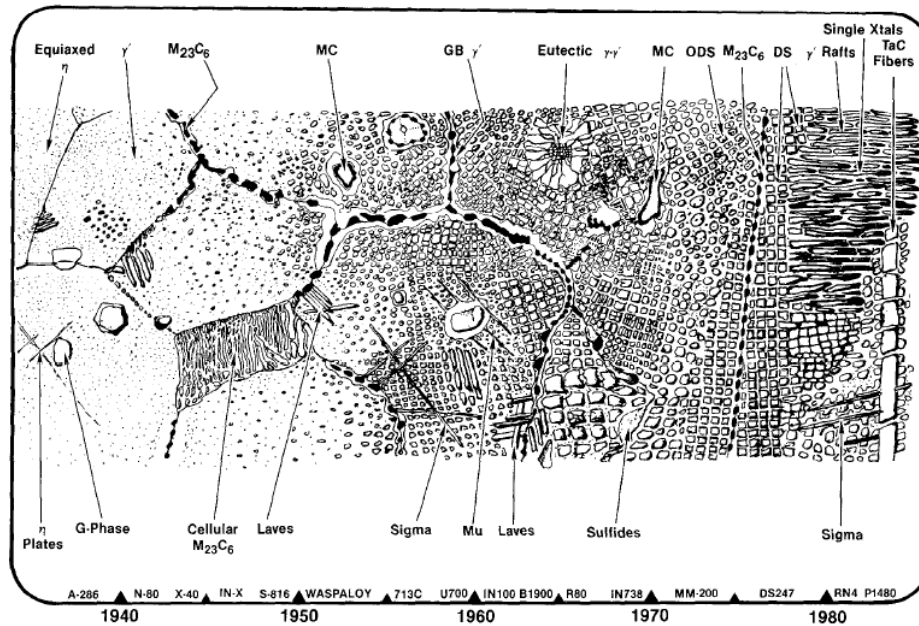 Single Xtals
Equiaxed γ′ M23C6 MC GB γ′ Eutectic γ-γ′ MC ODS M23C6 DS γ′ Rafts TaC
η Fibers
η G-Phase Cellular Laves Sigma Mu Laves Sulfides Sigma
Plates M23C6
A-286 N-80 X-40 IN-X S-816 WASPALOY 713C U700 IN100 B1900 R80 IN738 MM-200 DS247 RN4 P1480
1940 1950 1960 1970 1980